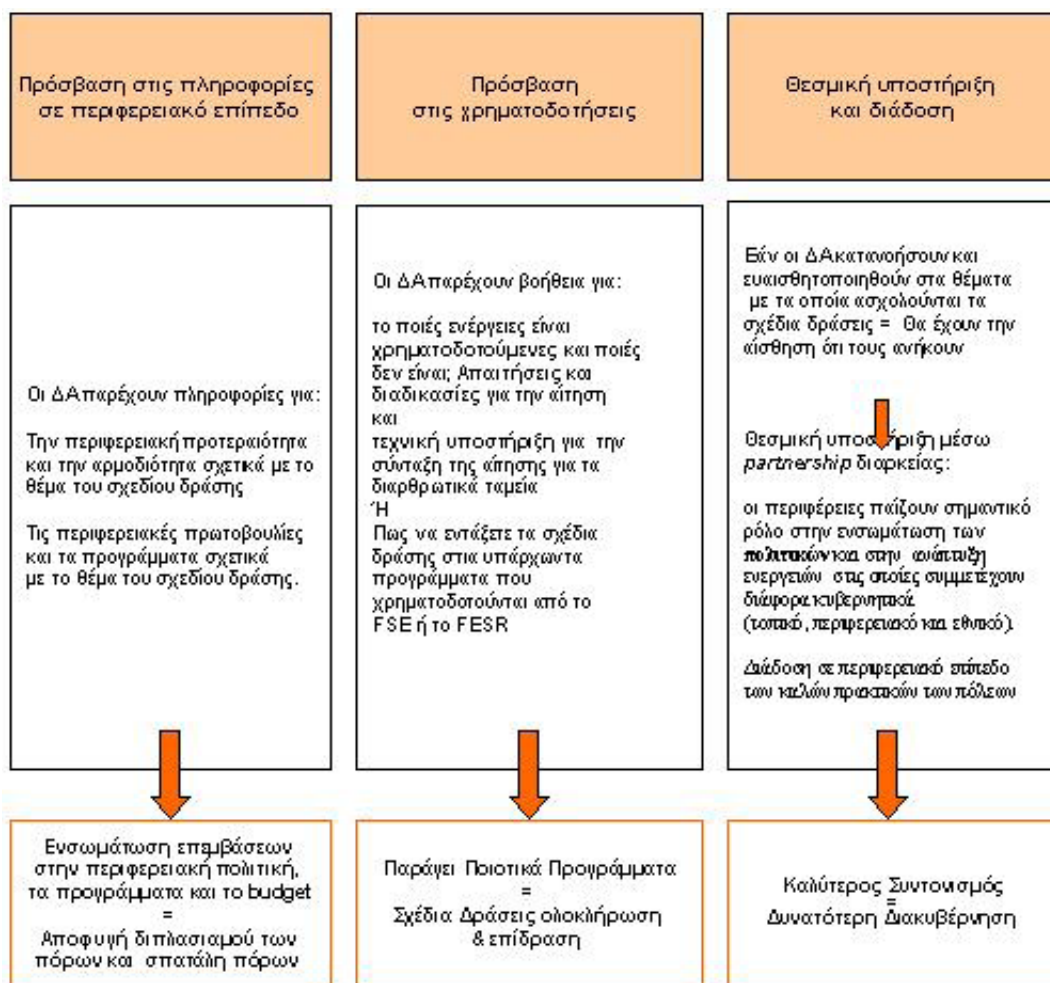 Πρόσβαση στις πληροφορίες
σε περιφερειακό επίπεδο
Πρόσβαση
στις χρηματοδοτήσεις
Θεσμική υποστήριξη
και διάδοση
Οι ΔΑ παρέχουν πληροφορίες για:
Την περιφερειακή προτεραιότητα
και την αρμοδιότητα σχετικά με το
θέμα του σχεδίου δράσης
Τις περιφερειακές πρωτοβουλίες
και τα προγράμματα σχετικά
με το θέμα του σχεδίου δράσης.
Οι ΔΑ παρέχουν βοήθεια για:
το ποιές ενέργειες είναι
χρηματοδοτούμενες και ποιές
δεν είναι; Απαιτήσεις και
διαδικασίες για την αίτηση
και
τεχνική υποστήριξη για την
σύνταξη της αίτησης για τα
διαρθρωτικά ταμεία
Ή
Πως να εντάξετε τα σχέδια
δράσης στια υπάρχωντα
προγράμματα που
χρηματοδοτούνται από το
FSE ή το FESR
Εάν οι ΔΑ κατανοήσουν και
ευαισθητοποιηθούν στα θέματα
με τα οποία ασχολούνται τα
σχέδια δράσεις = Θα έχουν την
αίσθηση ότι τους ανήκουν
Θεσμική υποστήριξη μέσω
partnership διαρκείας:
οι περιφέρειες παίζουν σημαντικό
ρόλο στην ενσωμάτωση των
πολιτικών και στην ανάπτυξη
ενεργειών στις οποίες συμμετέχουν
διάφορα κυβερνητικά
(τοπικό, περιφερειακό και εθνικό).
Διάδοση σε περιφερειακό επίπεδο
των καλών πρακτικών των πόλεων
Ενσωμάτωση επεμβάσεων
στην περιφερειακή πολιτική,
τα προγράμματα και το budget
=
Αποφυγή διπλασιαμού των
πόρων και σπατάλη πόρων
Παράγει Ποιοτικά Προγράμματα
=
Σχέδια Δράσεις ολοκλήρωση
& επίδραση
Καλύτερος Συντονισμός
=
Δυνατότερη Διακυβέρνηση